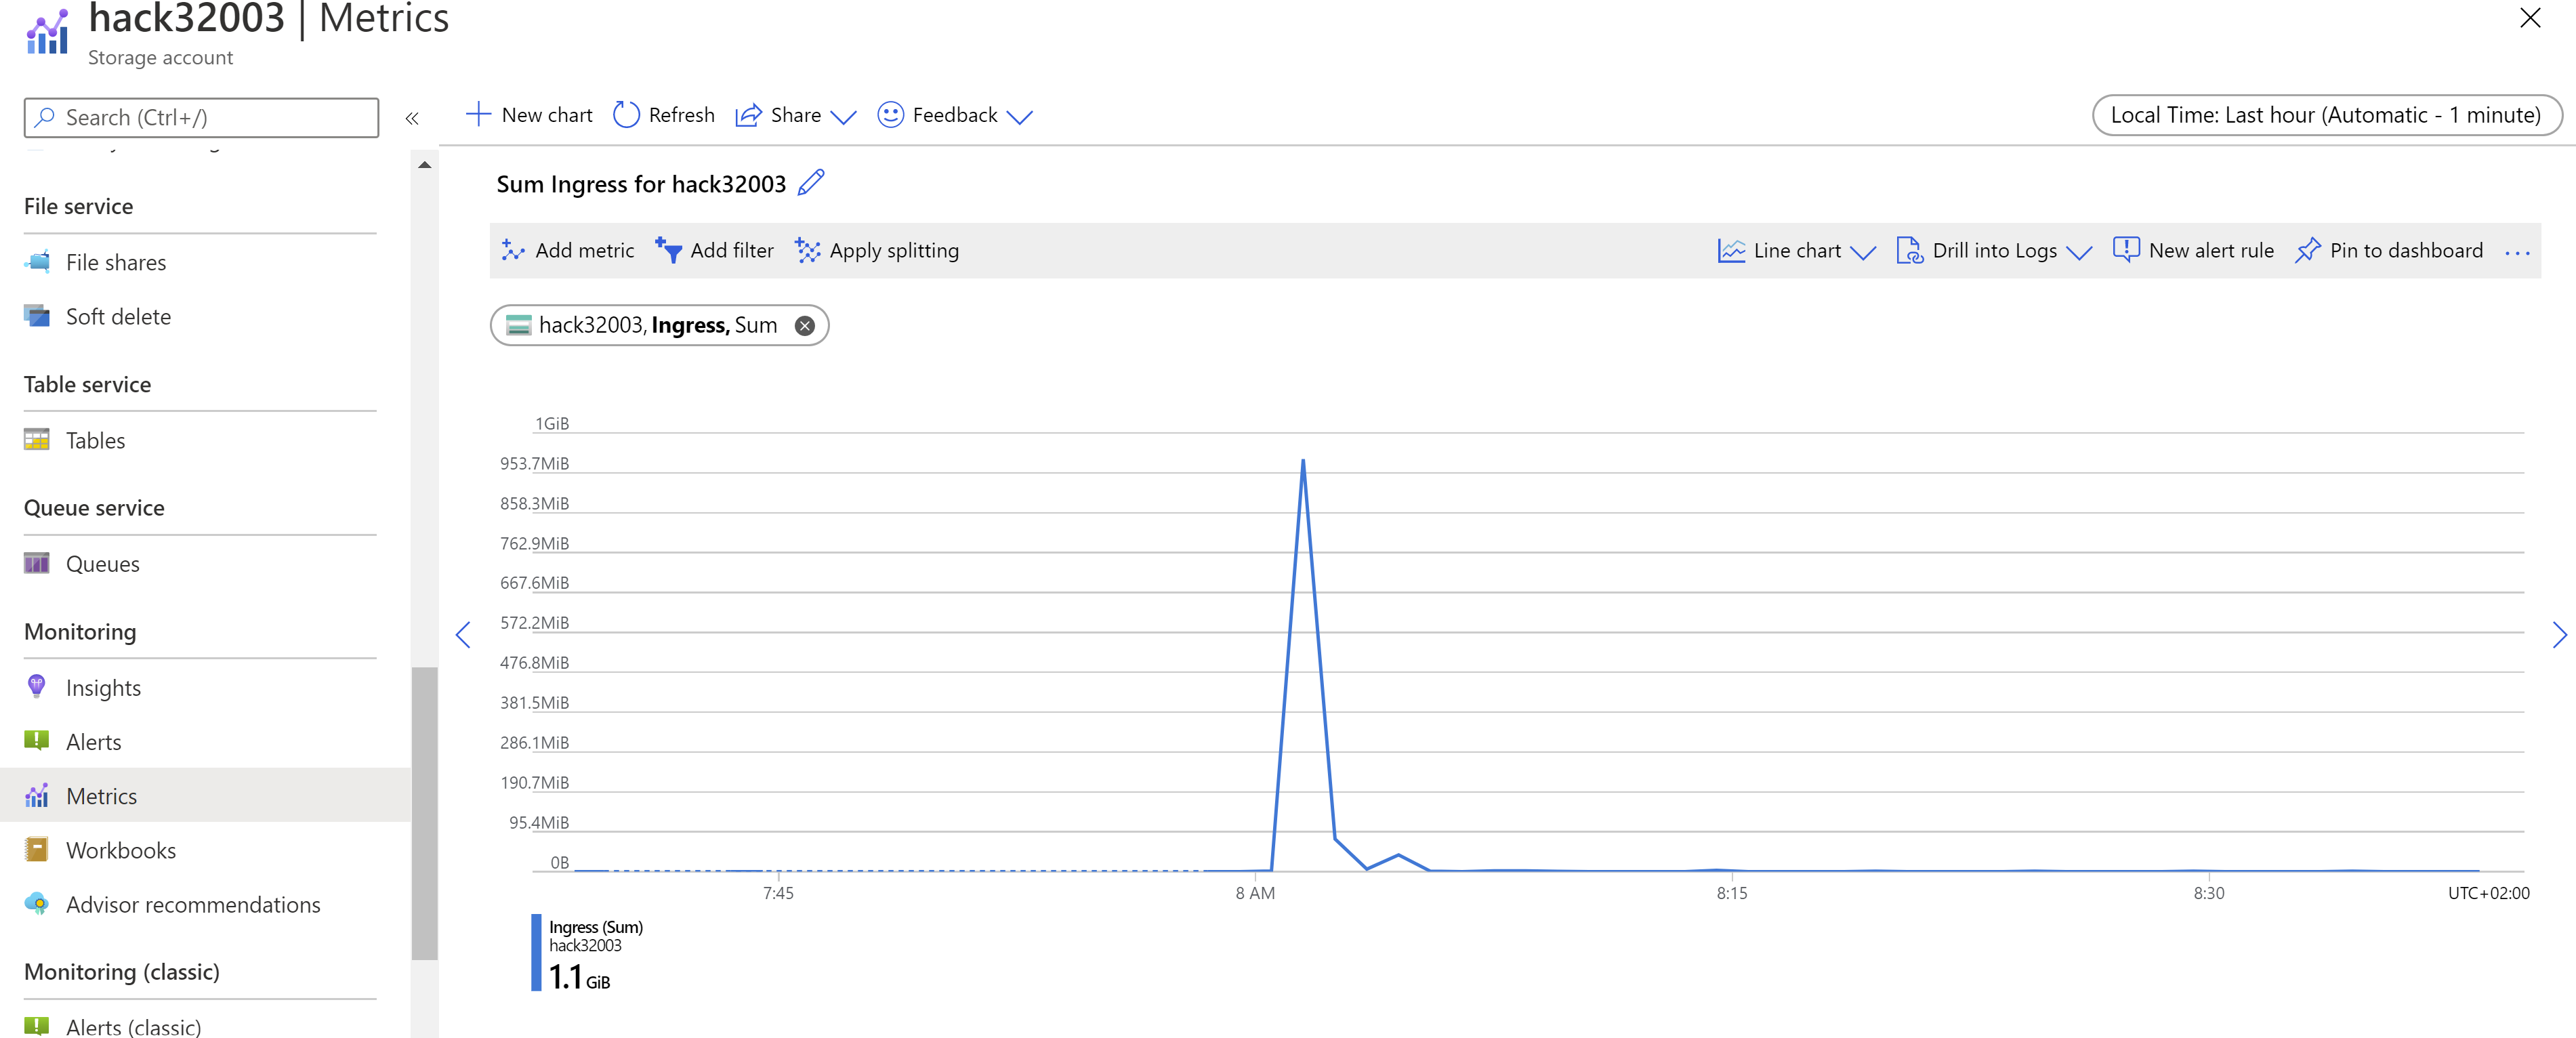 hack32003 | Metrics
Storage account
Search (Ctrl+/)
«
New chart
Refresh
Share
Feedback
Local Time: Last hour (Automatic - 1 minute)
File service
File shares
Soft delete
Table service
Tables
Queue service
Queues
Monitoring
Insights
Alerts
Metrics
Workbooks
Advisor recommendations
Monitoring (classic)
Alerts (classic)
Sum Ingress for hack32003
Add metric
Add filter
Apply splitting
Line chart
Drill into Logs
New alert rule
Pin to dashboard
...
hack32003, Ingress, Sum
1GiB
953.7MiB
858.3MiB
762.9MiB
667.6MiB
572.2MiB
476.8MiB
381.5MiB
286.1MiB
190.7MiB
95.4MiB
0B
7:45
8 AM
8:15
8:30
UTC+02:00
Ingress (Sum)
hack32003
1.1 GiB